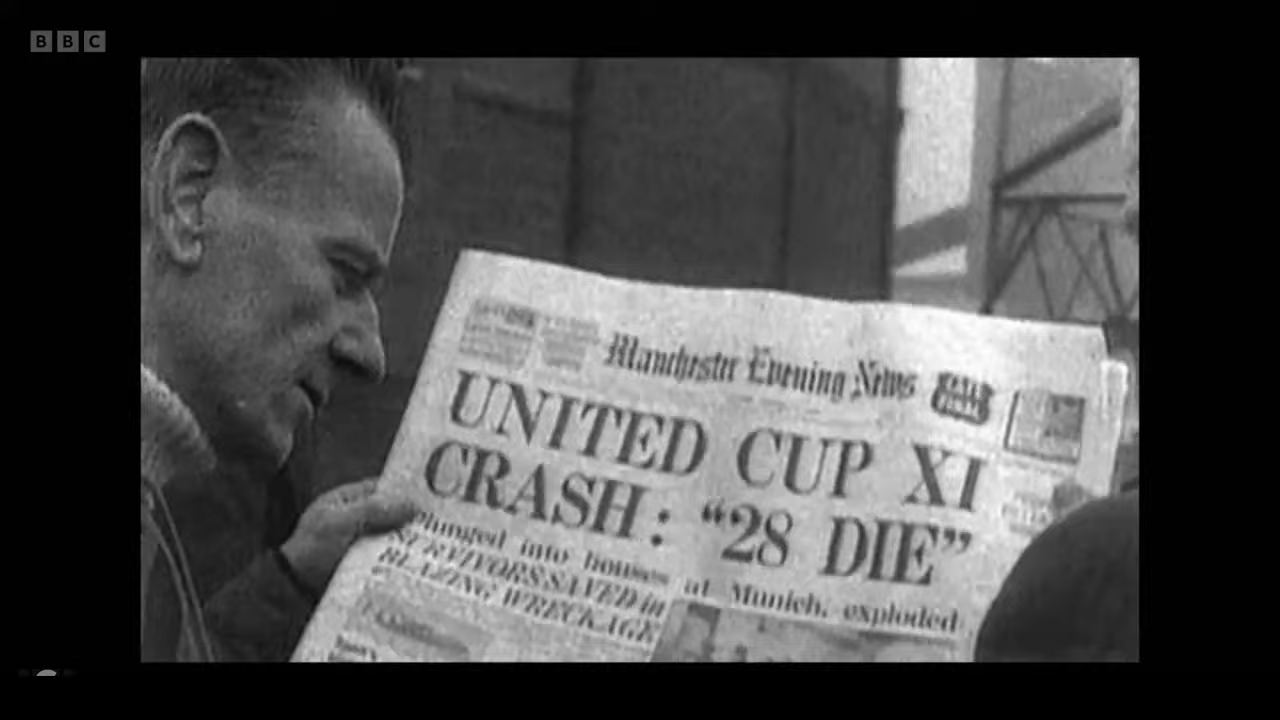 BBC
Manchester Evening News
UNITED CUP XI
CRASH: “28 DIE”
Plunged into houses at Munich, exploded
SURVIVORS SAVED in
BLAZING WRECKAGE